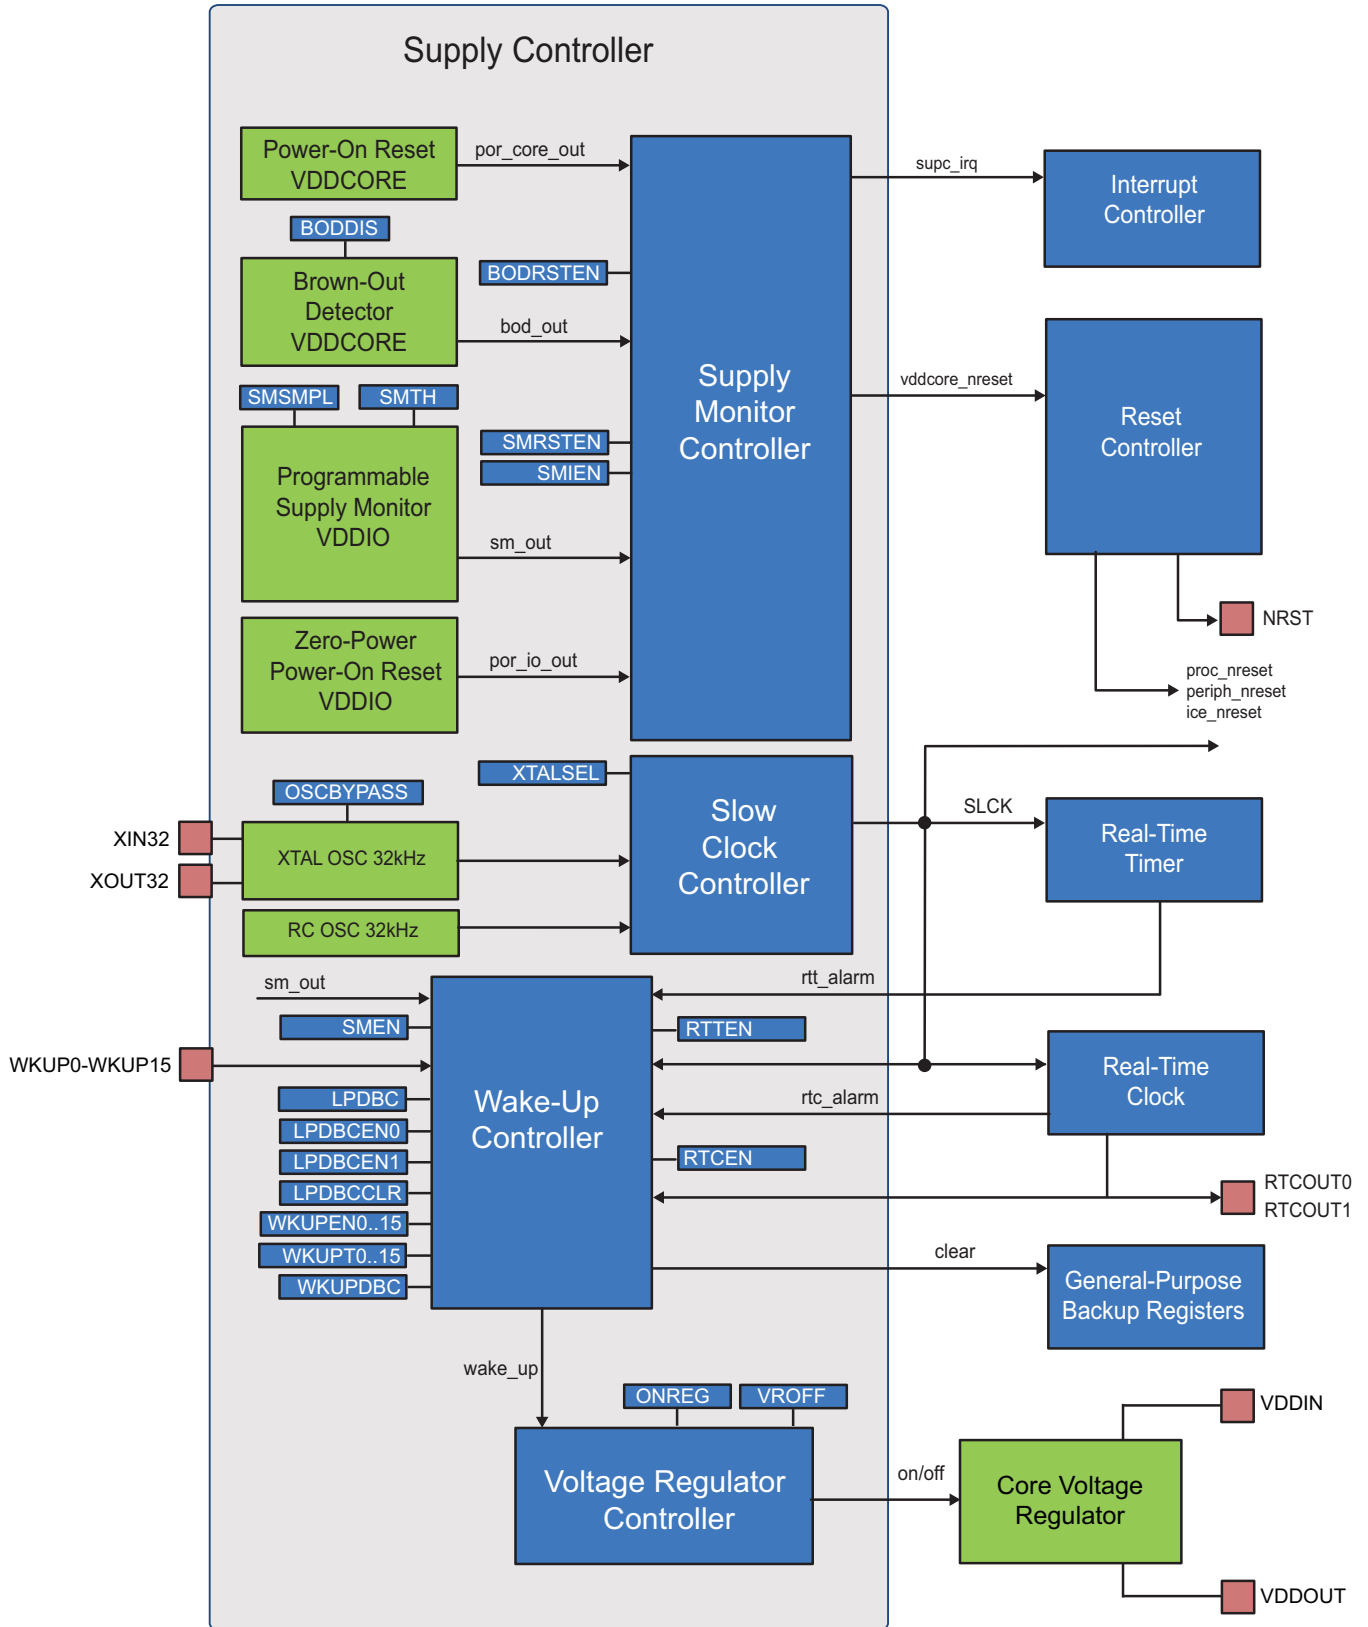 Supply Controller
Power-On Reset
VDDCORE
por_core_out
supc_irq
Interrupt
Controller
BODDIS
Brown-Out
Detector
VDDCORE
BODRSTEN
bod_out
Supply
Monitor
Controller
vddcore_nreset
Reset
Controller
SMSMPL
SMTH
Programmable
Supply Monitor
VDDIO
SMRSTEN
SMIEN
sm_out
NRST
Zero-Power
Power-On Reset
VDDIO
por_io_out
proc_nreset
periph_nreset
ice_nreset
XTALSEL
OSCBYPASS
XIN32
XOUT32
XTAL OSC 32kHz
RC OSC 32kHz
Slow
Clock
Controller
SLCK
Real-Time
Timer
sm_out
SMEN
WKUP0-WKUP15
rtt_alarm
RTTEN
Real-Time
Clock
Wake-Up
Controller
rtc_alarm
RTCEN
LPDBC
LPDBCEN0
LPDBCEN1
LPDBCCLR
WKUPEN0..15
WKUPT0..15
WKUPDBC
RTCOUT0
RTCOUT1
clear
General-Purpose
Backup Registers
wake_up
ONREG
VROFF
VDDIN
Voltage Regulator
Controller
on/off
Core Voltage
Regulator
VDDOUT